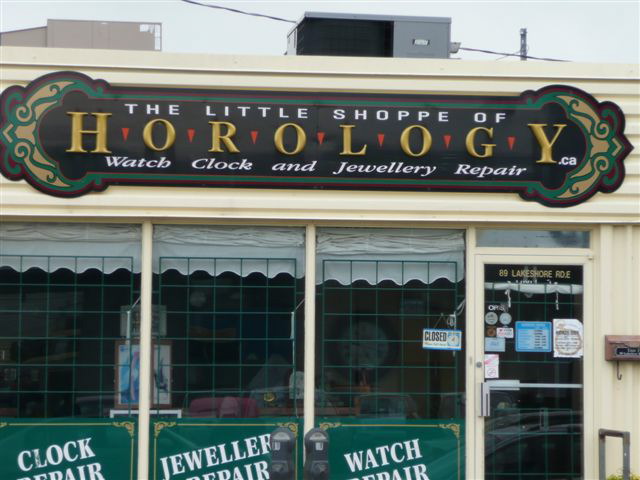 THE LITTLE SHOPPE OF
HOROLOGY
.ca
Watch Clock and Jewellery Repair
89 LAKESHORE RD.E
CLOSED
CLOCK
REPAIR
JEWELLERY
REPAIR
WATCH
REPAIR